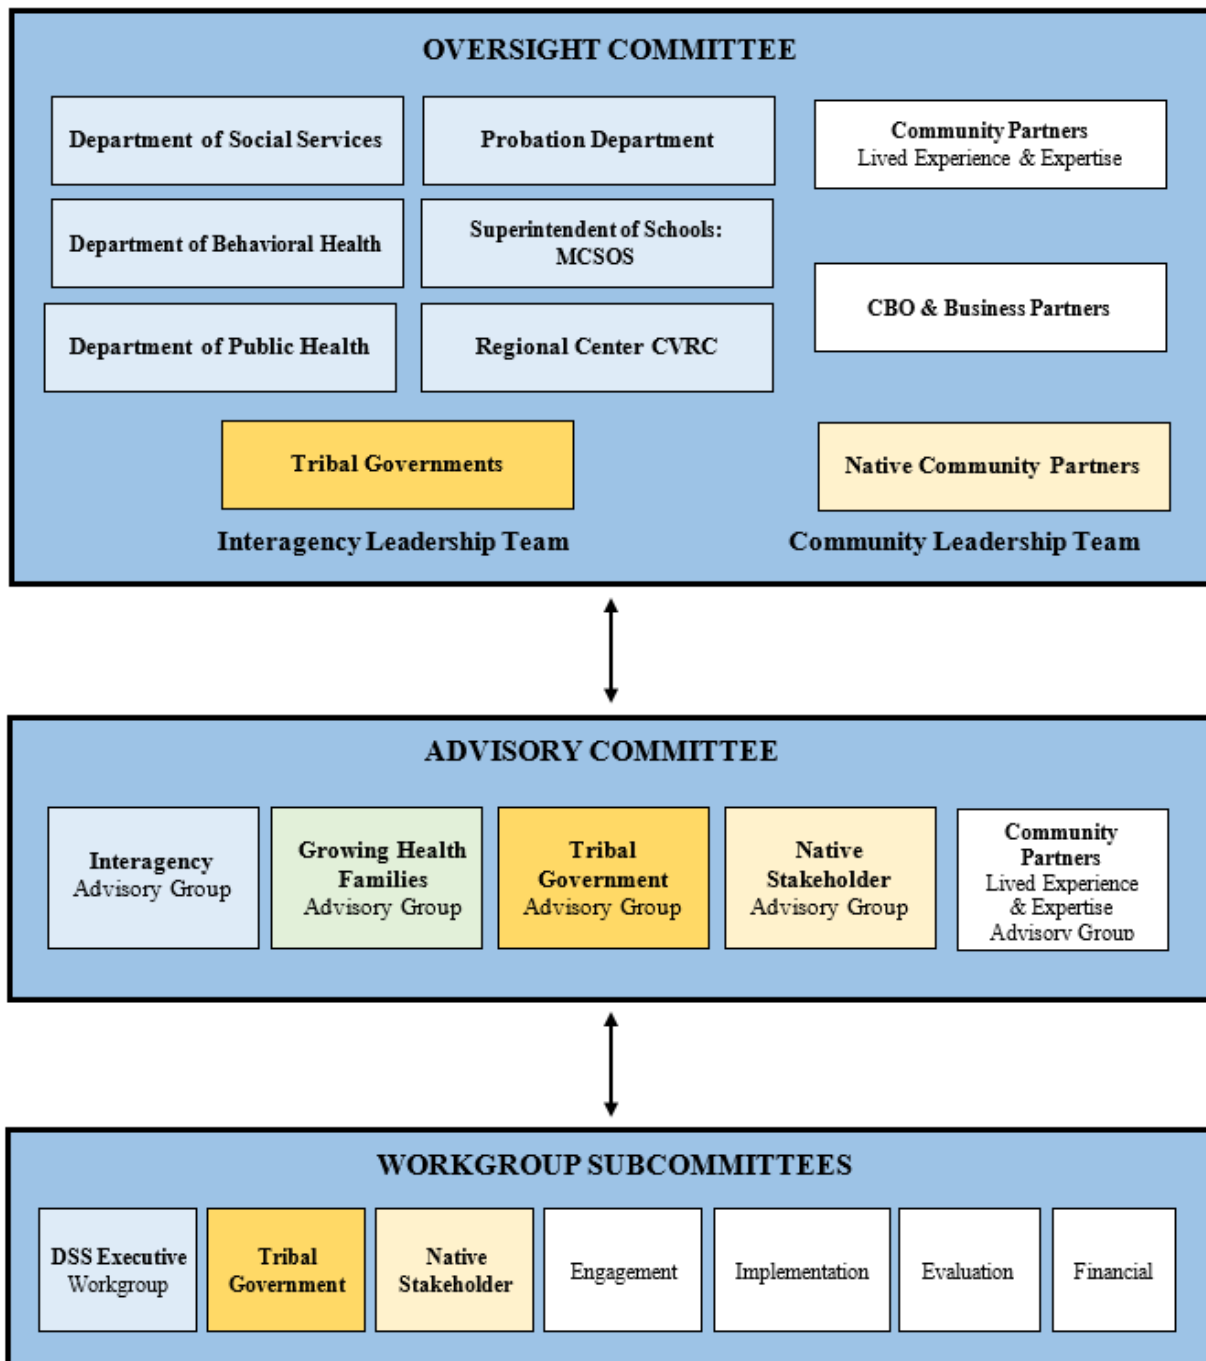 OVERSIGHT COMMITTEE
Department of Social Services
Probation Department
Community Partners
Lived Experience & Expertise
Department of Behavioral Health
Superintendent of Schools:
MCSOS
CBO & Business Partners
Department of Public Health
Regional Center CVRC
Tribal Governments
Native Community Partners
Interagency Leadership Team
Community Leadership Team
ADVISORY COMMITTEE
Interagency
Advisory Group
Growing Health
Families
Advisory Group
Tribal
Government
Advisory Group
Native
Stakeholder
Advisory Group
Community
Partners
Lived Experience
& Expertise
Advisory Group
WORKGROUP SUBCOMMITTEES
DSS Executive
Workgroup
Tribal
Government
Native
Stakeholder
Engagement
Implementation
Evaluation
Financial